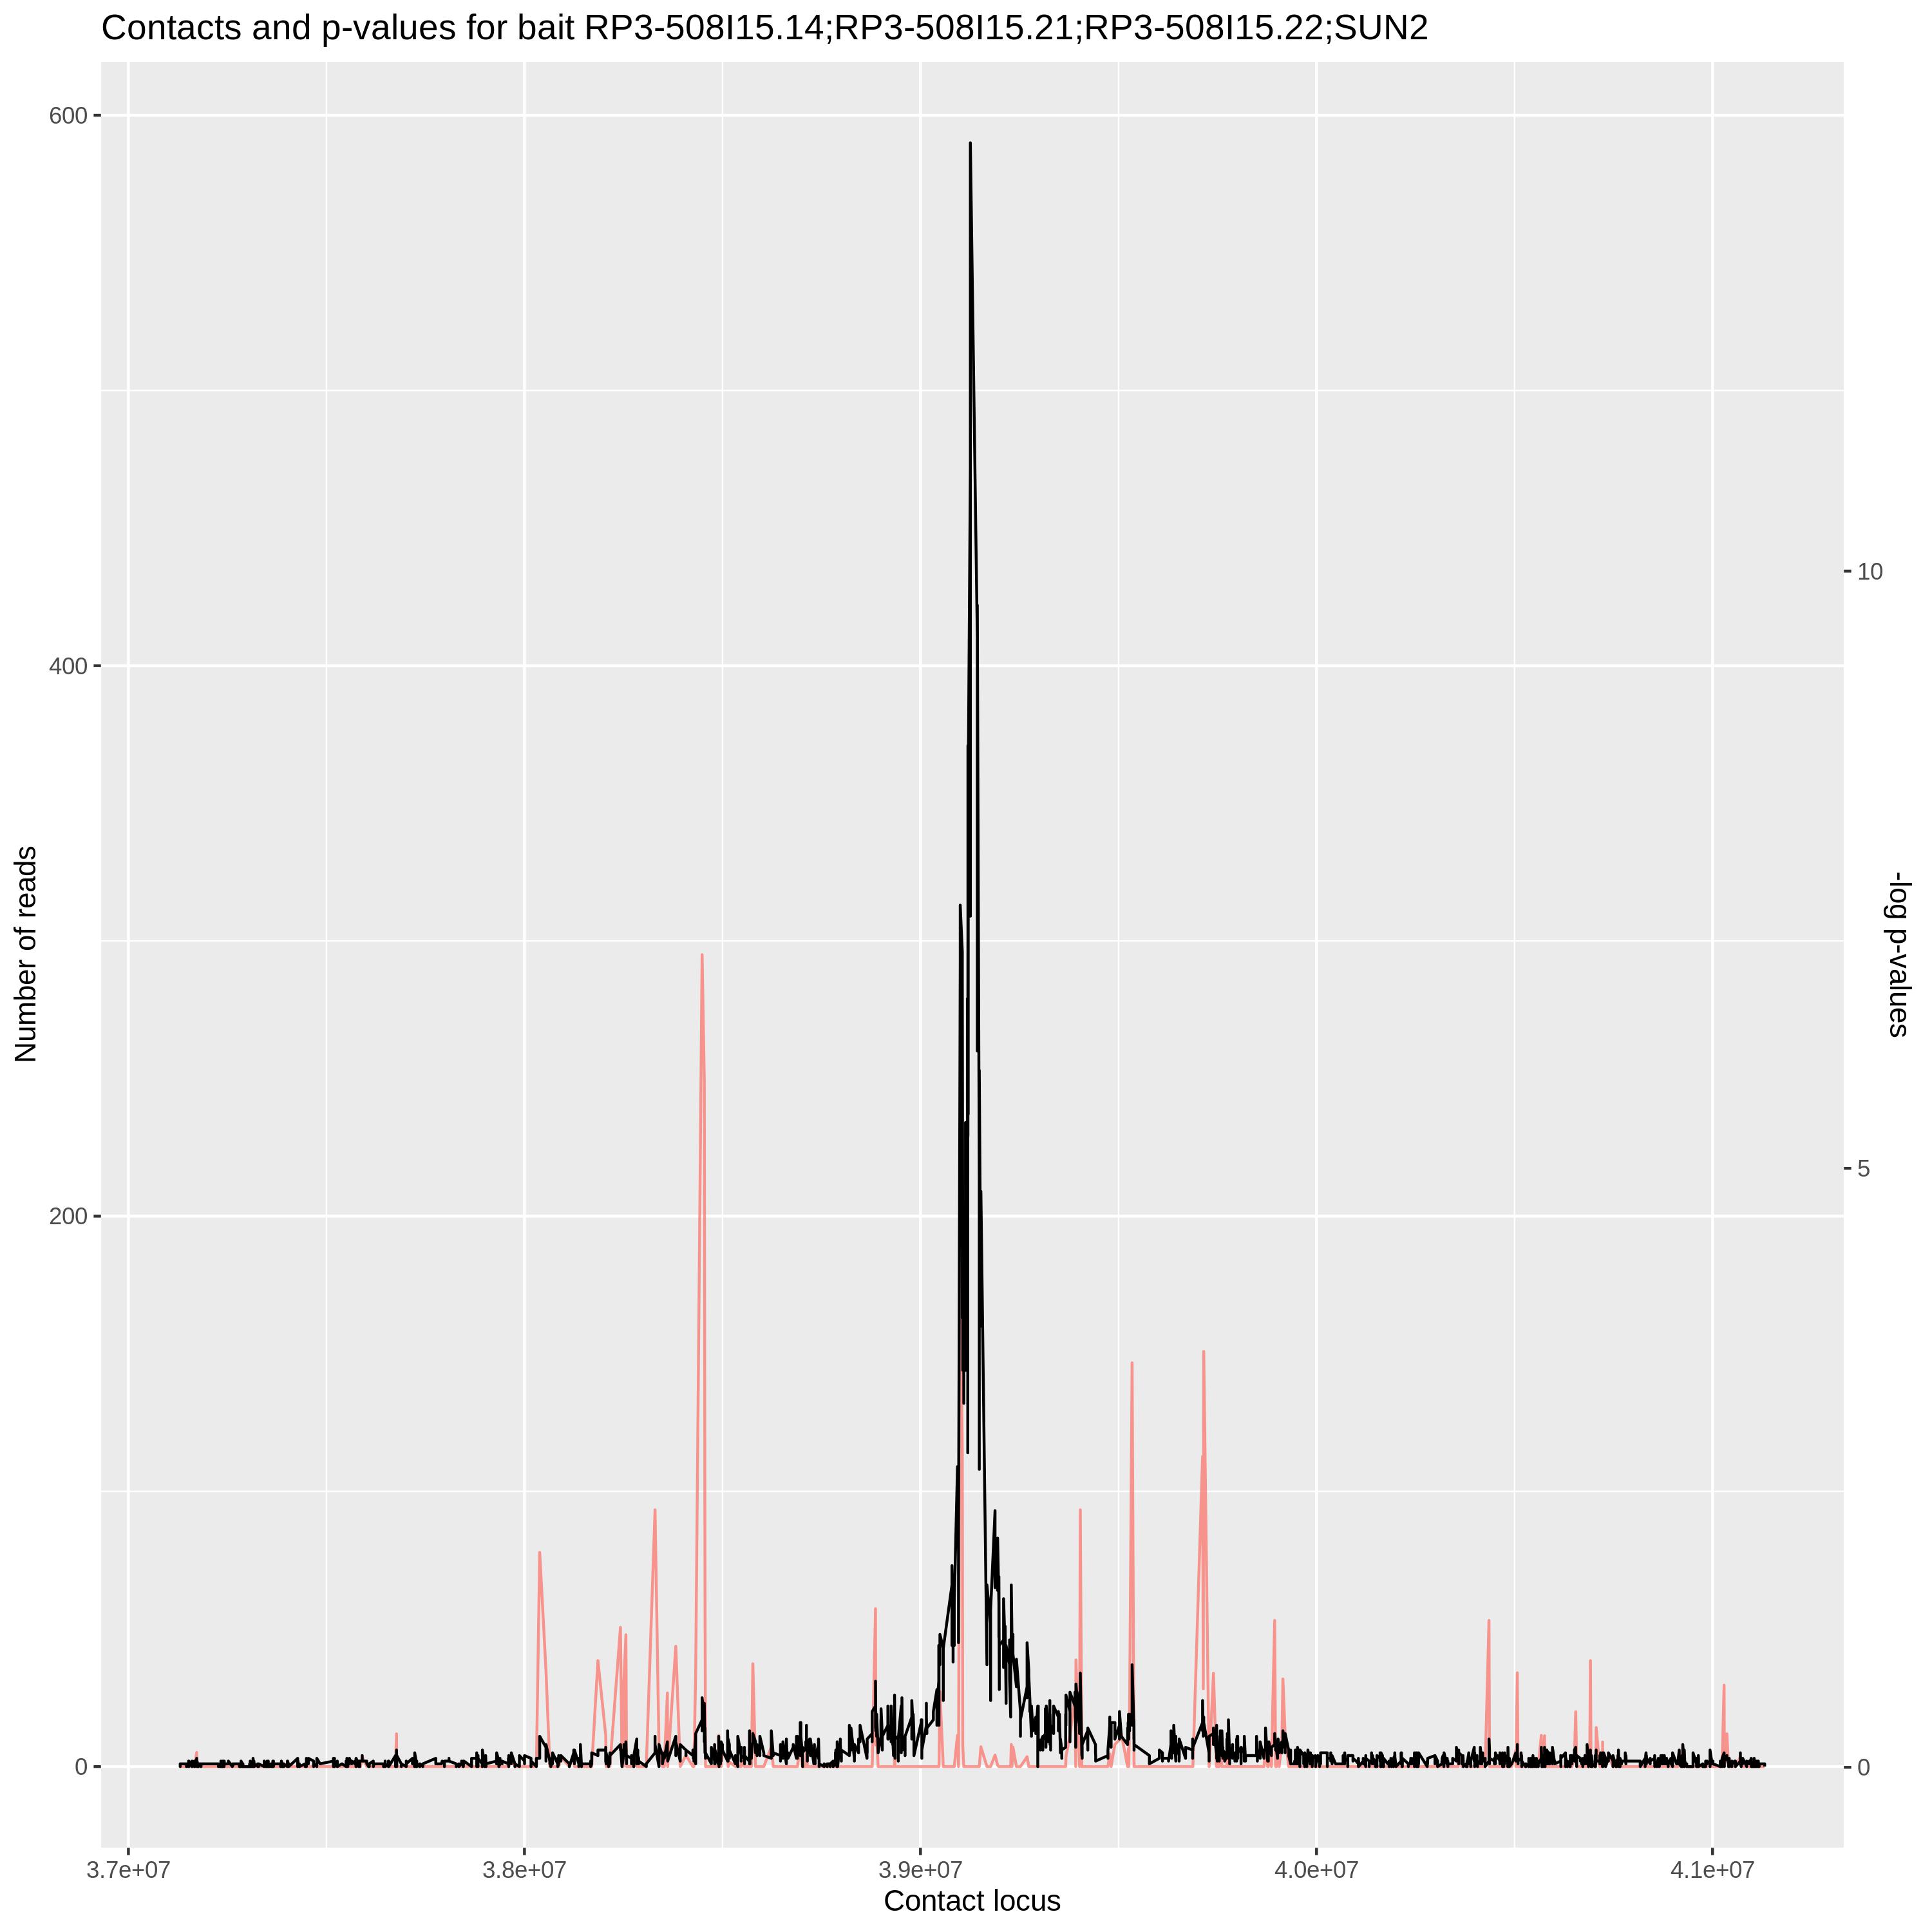 Contacts and p-values for bait RP3-508I15.14;RP3-508I15.21;RP3-508I15.22;SUN2
600
400
200
0
Number of reads
10
5
0
-log p-values
3.7e+07 3.8e+07 3.9e+07 4.0e+07 4.1e+07
Contact locus